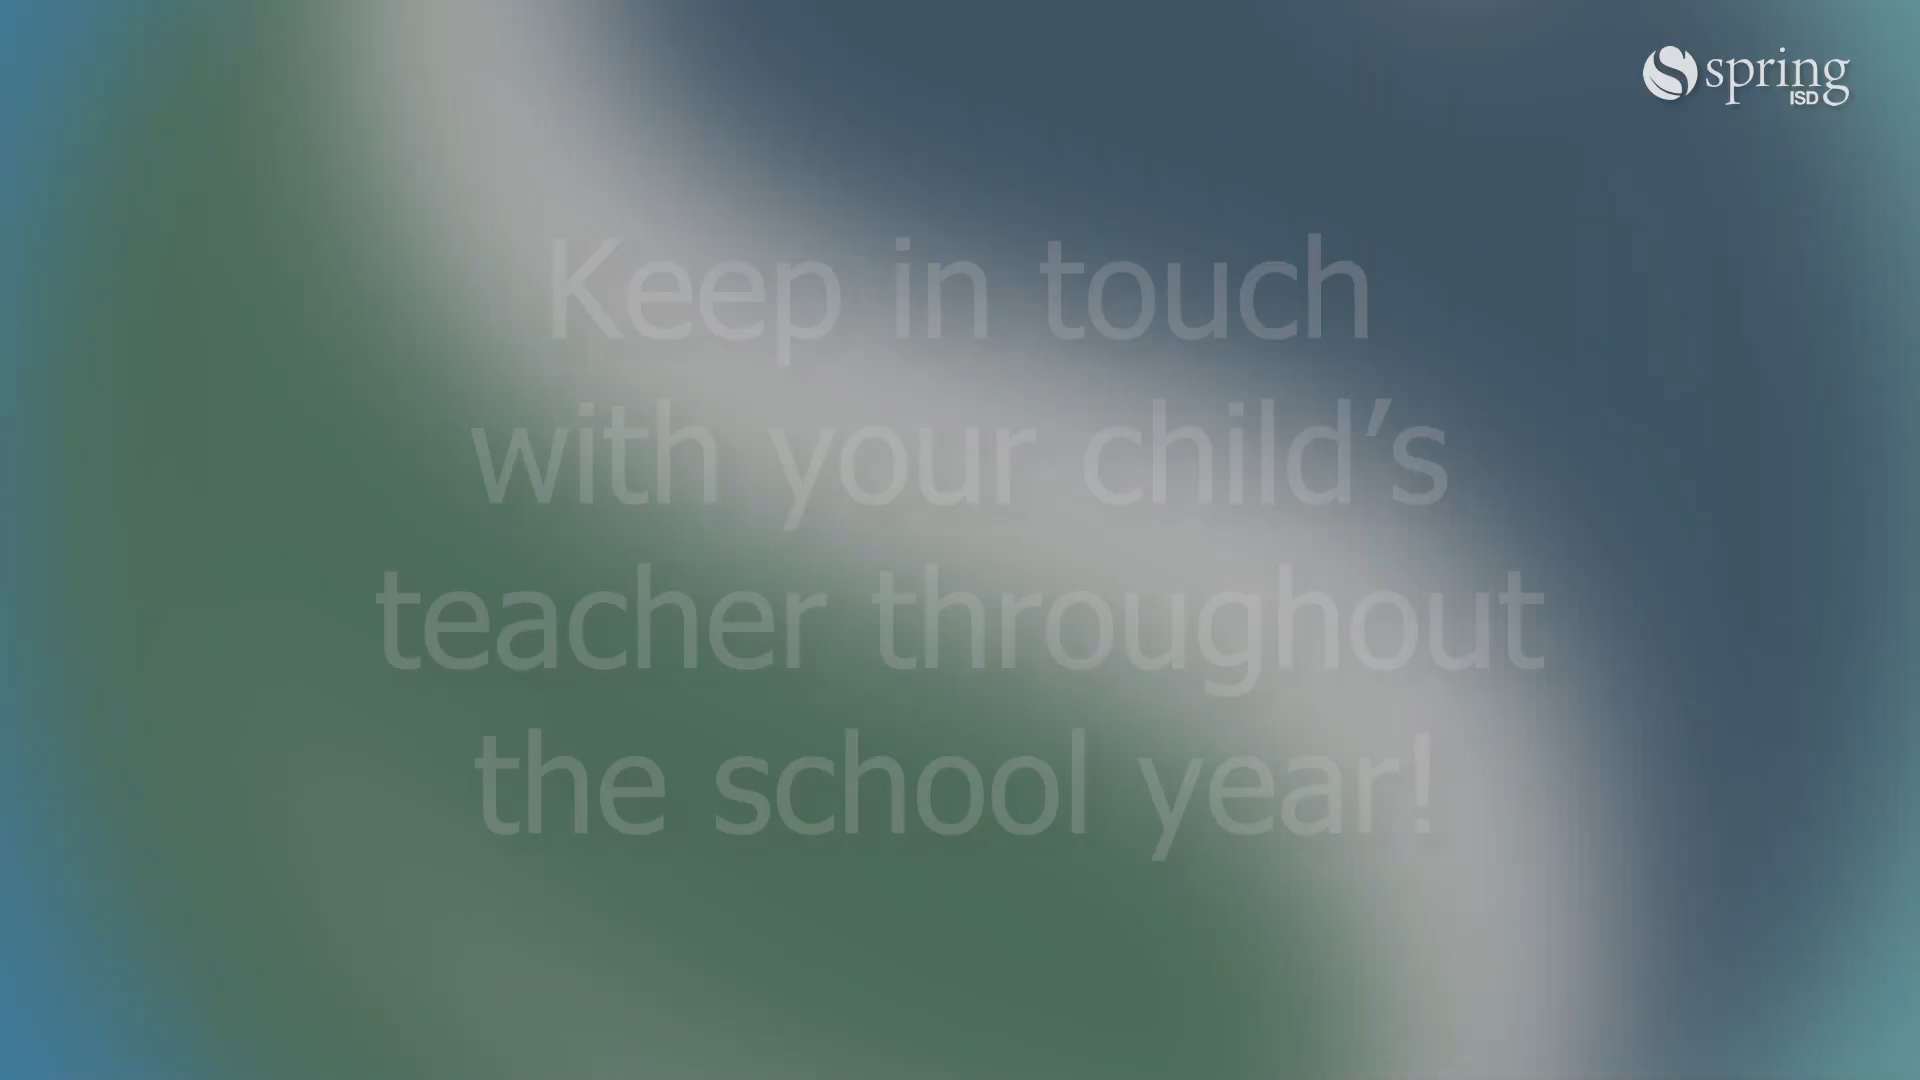 spring
ISD
Keep in touch
with your child’s
teacher throughout
the school year!